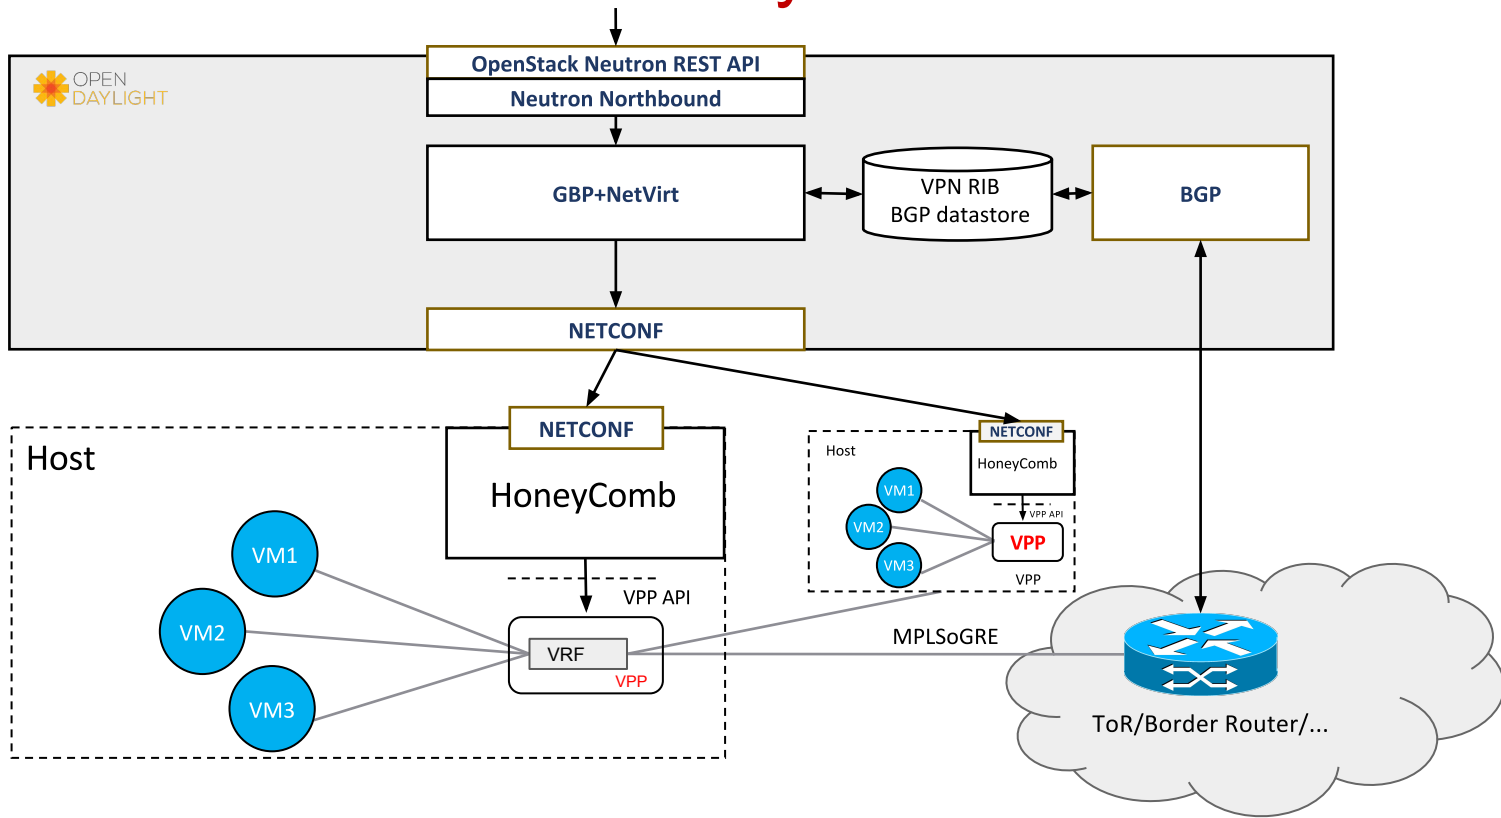 OpenStack Neutron REST API
OPEN
DAYLIGHT
Neutron Northbound
GBP+NetVirt
VPN RIB
BGP datastore
BGP
NETCONF
NETCONF
Host
HoneyComb
VM1
VM2
VM3
VPP API
VRF
VPP
NETCONF
Host
HoneyComb
VM1
VM2
VM3
VPP API
VPP
VPP
MPLSoGRE
ToR/Border Router/...